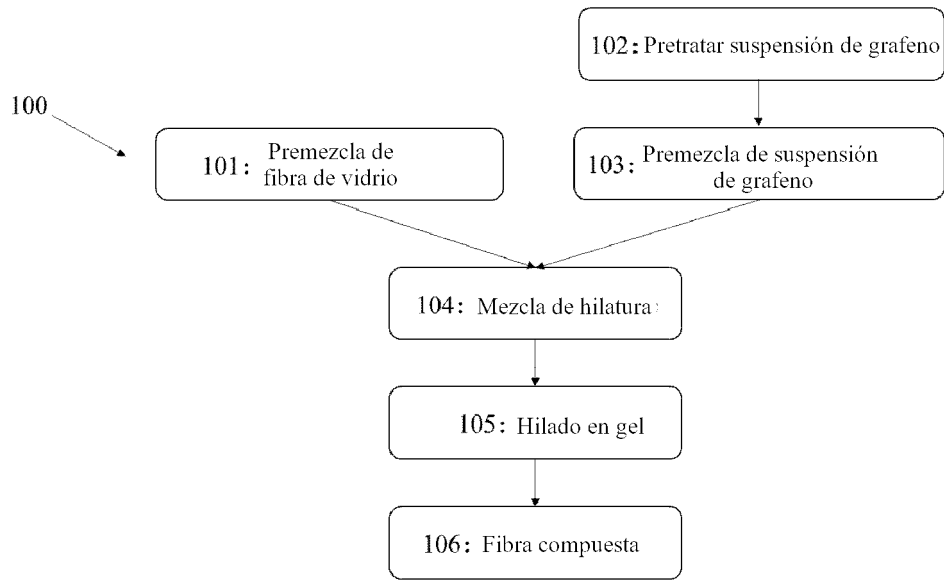 102: Pretratar suspensión de grafeno
100
101: Premezcla de
fibra de vidrio
103: Premezcla de suspensión
de grafeno
104: Mezcla de hilatura
105: Hilado en gel
106: Fibra compuesta